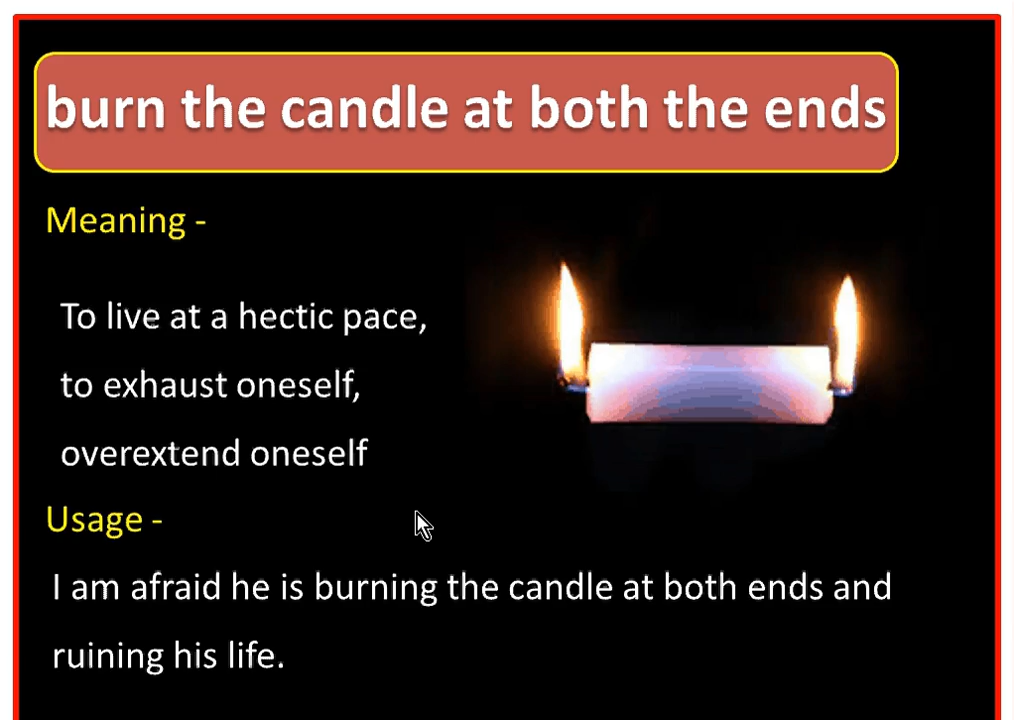 burn the candle at both the ends
Meaning -
To live at a hectic pace,
to exhaust oneself,
overextend oneself
Usage -
I am afraid he is burning the candle at both ends and
ruining his life.